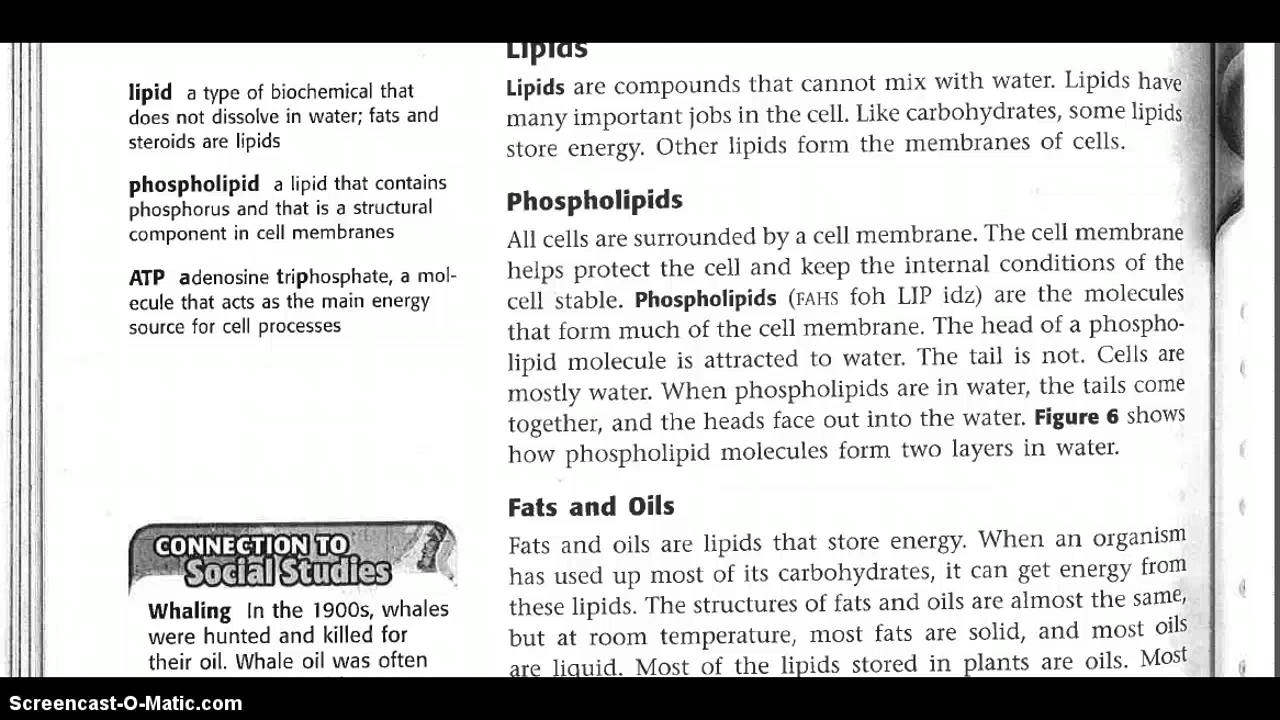 lipid a type of biochemical that
does not dissolve in water; fats and
steroids are lipids
phospholipid a lipid that contains
phosphorus and that is a structural
component in cell membranes
ATP adenosine triphosphate, a mol-
ecule that acts as the main energy
source for cell processes
CONNECTION TO
Social Studies
Whaling In the 1900s, whales
were hunted and killed for
their oil. Whale oil was often
Lipids
Lipids are compounds that cannot mix with water. Lipids have
many important jobs in the cell. Like carbohydrates, some lipids
store energy. Other lipids form the membranes of cells.
Phospholipids
All cells are surrounded by a cell membrane. The cell membrane
helps protect the cell and keep the internal conditions of the
cell stable. Phospholipids (FAHS foh LIP idz) are the molecules
that form much of the cell membrane. The head of a phospho-
lipid molecule is attracted to water. The tail is not. Cells are
mostly water. When phospholipids are in water, the tails come
together, and the heads face out into the water. Figure 6 shows
how phospholipid molecules form two layers in water.
Fats and Oils
Fats and oils are lipids that store energy. When an organism
has used up most of its carbohydrates, it can get energy from
these lipids. The structures of fats and oils are almost the same,
but at room temperature, most fats are solid, and most oils
are liquid. Most of the lipids stored in plants are oils. Most
Screencast-O-Matic.com